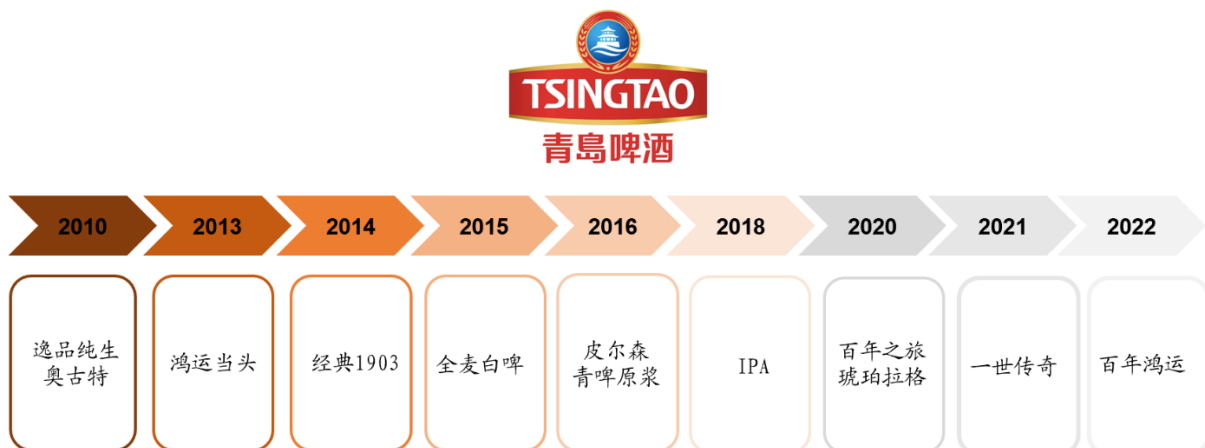 TSINGTAO
青島啤酒
2010
2013
2014
2015
2016
2018
2020
2021
2022
逸品纯生
奥古特
鸿运当头
经典1903
全麦白啤
皮尔森
青啤原浆
IPA
百年之旅
琥珀拉格
一世传奇
百年鸿运